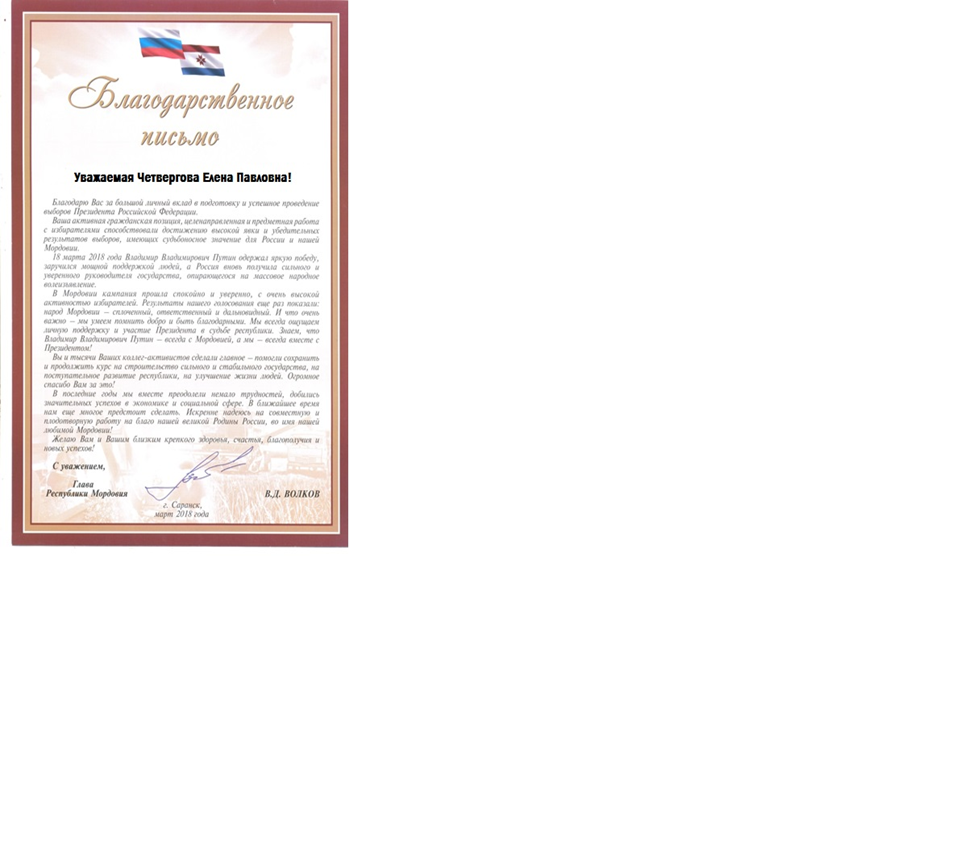 Благодарственное
письмо
Уважаемая Четвергова Елена Павловна!
Благодарю Вас за большой личный вклад в подготовку и успешное проведение
выборов Президента Российской Федерации.
Ваша активная гражданская позиция, целенаправленная и предметная работа
с избирателями способствовали достижению высокой явки и убедительных
результатов выборов, имеющих судьбоносное значение для России и нашей
Мордовии.
18 марта 2018 года Владимир Владимирович Путин одержал яркую победу,
заручился мощной поддержкой людей, а Россия вновь получила сильного и
уверенного руководителя государства, опирающегося на массовое народное
волеизъявление.
В Мордовии кампания прошла спокойно и уверенно, с очень высокой
активностью избирателей. Результаты нашего голосования еще раз показали:
народ Мордовии – сплоченный, ответственный и дальновидный. И что очень
важно – мы умеем помнить добро и быть благодарными. Мы всегда ощущаем
личную поддержку и участие Президента в судьбе республики. Знаем, что
Владимир Владимирович Путин – всегда с Мордовией, а мы – всегда вместе с
Президентом!
Вы и тысячи Ваших коллег-активистов сделали главное – помогли сохранить
и продолжить курс на строительство сильного и стабильного государства, на
поступательное развитие республики, на улучшение жизни людей. Огромное
спасибо Вам за это!
В последние годы мы вместе преодолели немало трудностей, добились
значительных успехов в экономике и социальной сфере. В ближайшее время
нам еще многое предстоит сделать. Искренне надеюсь на совместную и
плодотворную работу на благо нашей великой Родины России, во имя нашей
любимой Мордовии!
Желаю Вам и Вашим близким крепкого здоровья, счастья, благополучия и
новых успехов!
С уважением,
Глава
Республики Мордовия
В.Д. ВОЛКОВ
г. Саранск,
март 2018 года